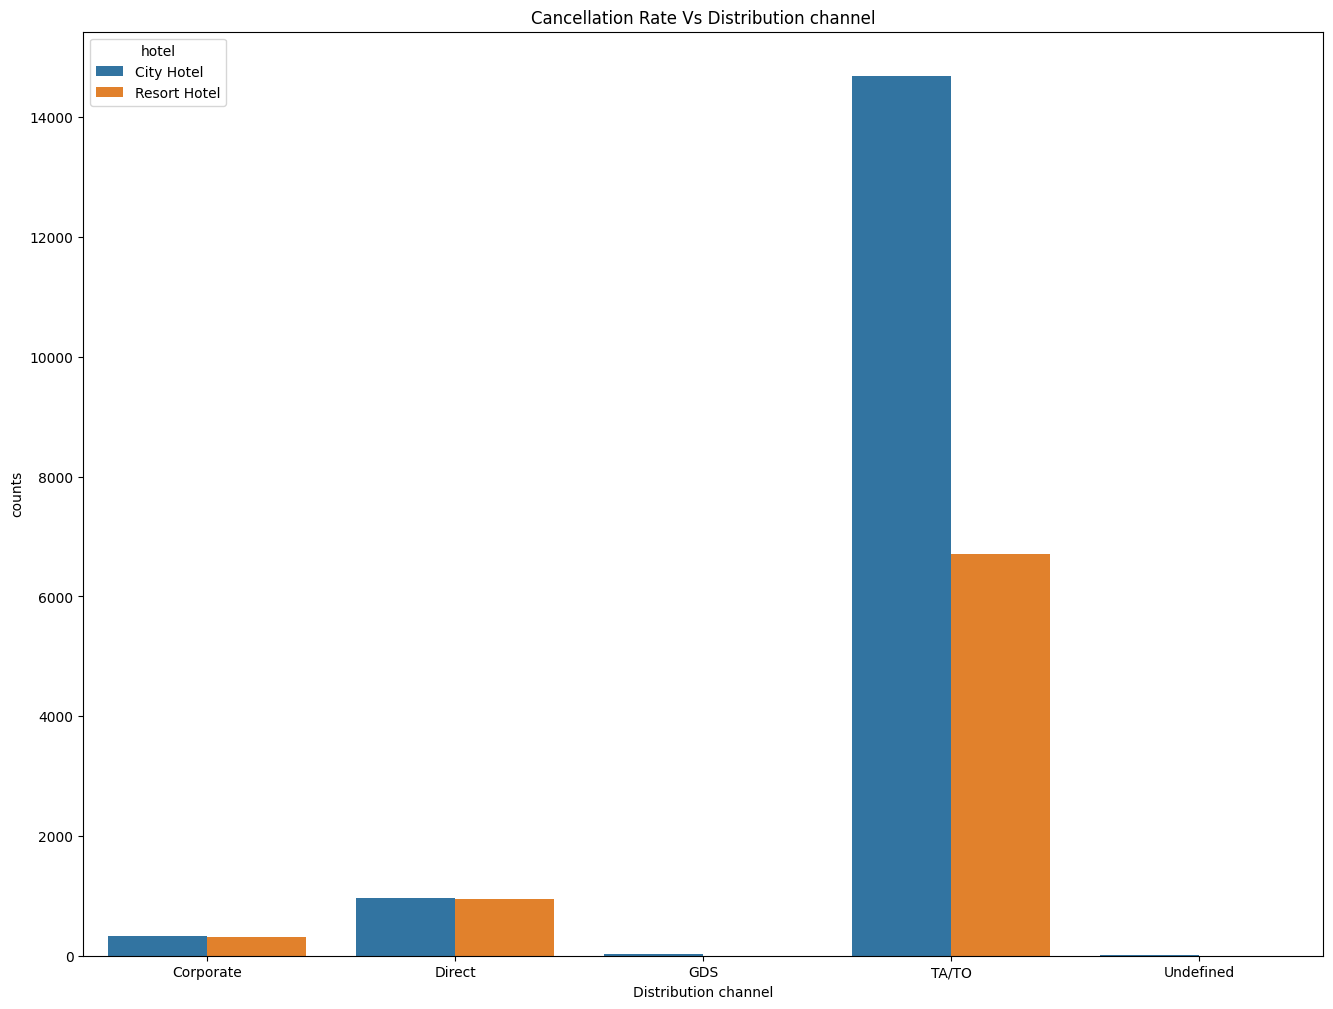 Cancellation Rate Vs Distribution channel
hotel
City Hotel
Resort Hotel
14000
12000
10000
8000
6000
4000
2000
0
counts
Corporate
Direct
GDS
TA/TO
Undefined
Distribution channel